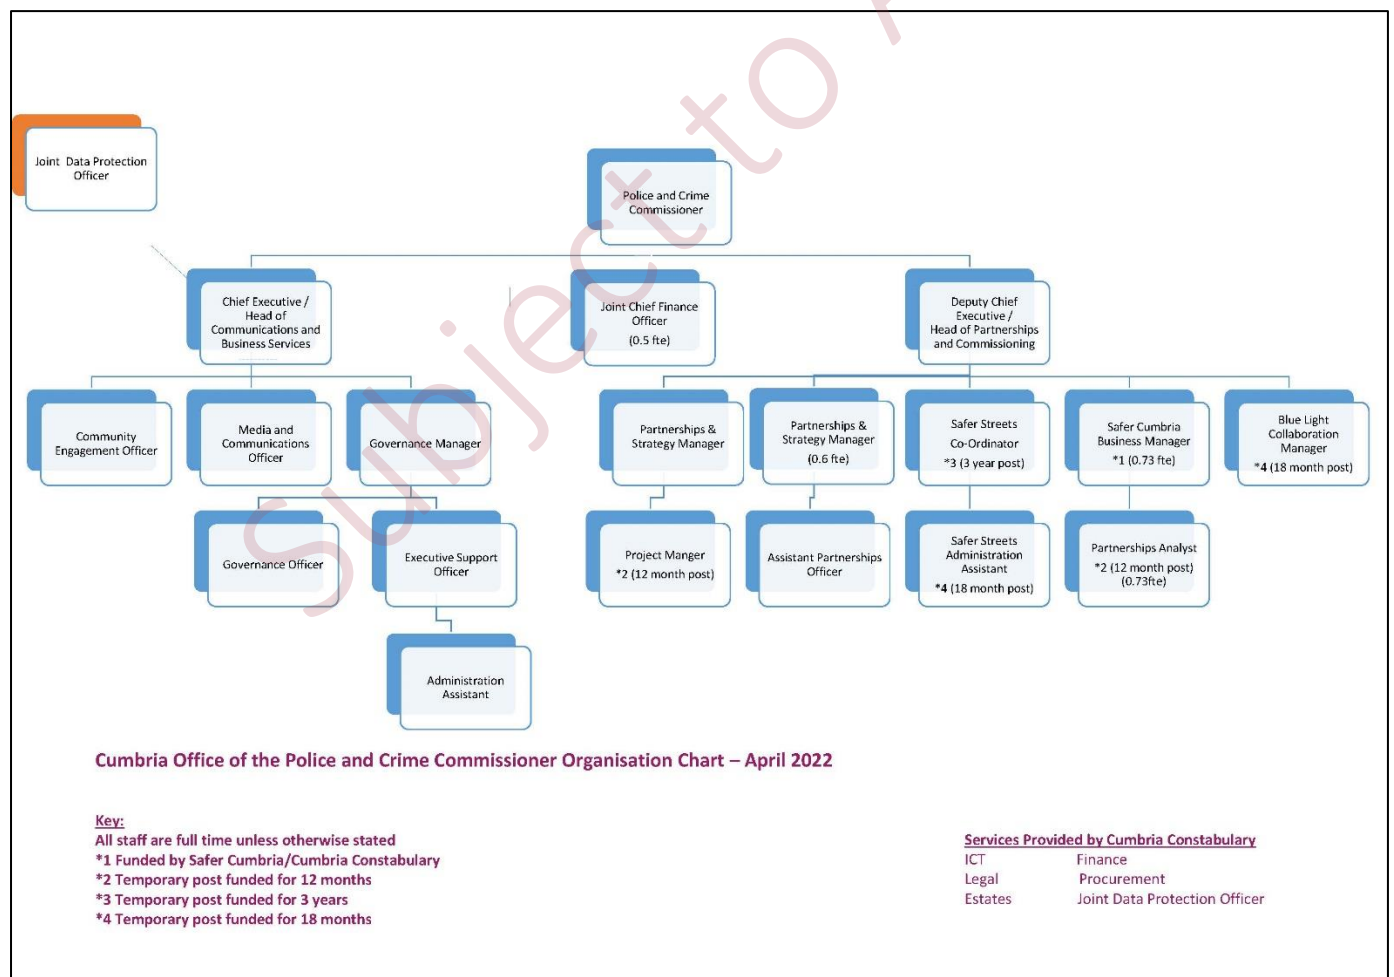 Subject to A
Joint Data Protection
Officer
Police and Crime
Commissioner
Chief Executive /
Head of
Communications and
Business Services
Joint Chief Finance
Officer
(0.5 fte)
Deputy Chief
Executive /
Head of Partnerships
and Commissioning
Community
Engagement Officer
Media and
Communications
Officer
Governance Manager
Partnerships &
Strategy Manager
Partnerships &
Strategy Manager
(0.6 fte)
Safer Streets
Co-Ordinator
*3 (3 year post)
Safer Cumbria
Business Manager
*1 (0.73 fte)
Blue Light
Collaboration
Manager
*4 (18 month post)
Governance Officer
Executive Support
Officer
Project Manger
*2 (12 month post)
Assistant Partnerships
Officer
Safer Streets
Administration
Assistant
*4 (18 month post)
Partnerships Analyst
*2 (12 month post)
(0.73fte)
Administration
Assistant
Cumbria Office of the Police and Crime Commissioner Organisation Chart – April 2022
Key:
All staff are full time unless otherwise stated
*1 Funded by Safer Cumbria/Cumbria Constabulary
*2 Temporary post funded for 12 months
*3 Temporary post funded for 3 years
*4 Temporary post funded for 18 months
Services Provided by Cumbria Constabulary
ICT Finance
Legal Procurement
Estates Joint Data Protection Officer